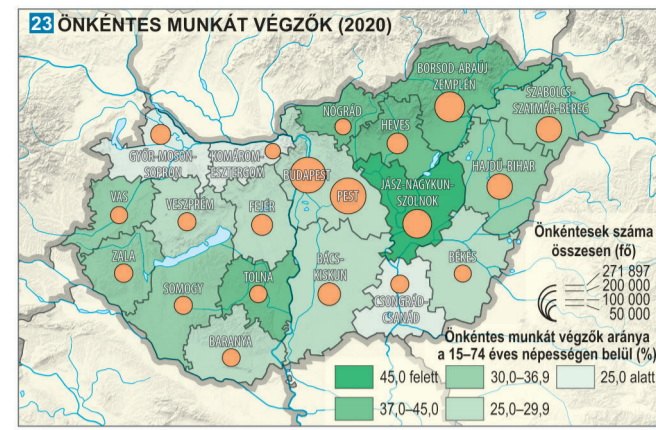 23 ÖNKÉNTES MUNKÁT VÉGZŐK (2020)
BORSOD-ABAÚJ-
ZEMPLÉN
SZABOLCS-
SZATMÁR-BEREG
NÓGRÁD
HEVES
GYŐR-MOSON-
SOPRON
KOMÁROM-
ESZTERGOM
BUDAPEST
PEST
JÁSZ-NAGYKUN-
SZOLNOK
HAJDÚ-BIHAR
VAS
VESZPRÉM
FEJÉR
ZALA
SOMOGY
TOLNA
BÁCS-
KISKUN
CSONGRÁD-
CSANÁD
BÉKÉS
BARANYA
Önkéntesek száma
összesen (fő)
271 897
200 000
100 000
50 000
Önkéntes munkát végzők aránya
a 15–74 éves népességen belül (%)
45,0 felett
30,0–36,9
25,0 alatt
37,0–45,0
25,0–29,9